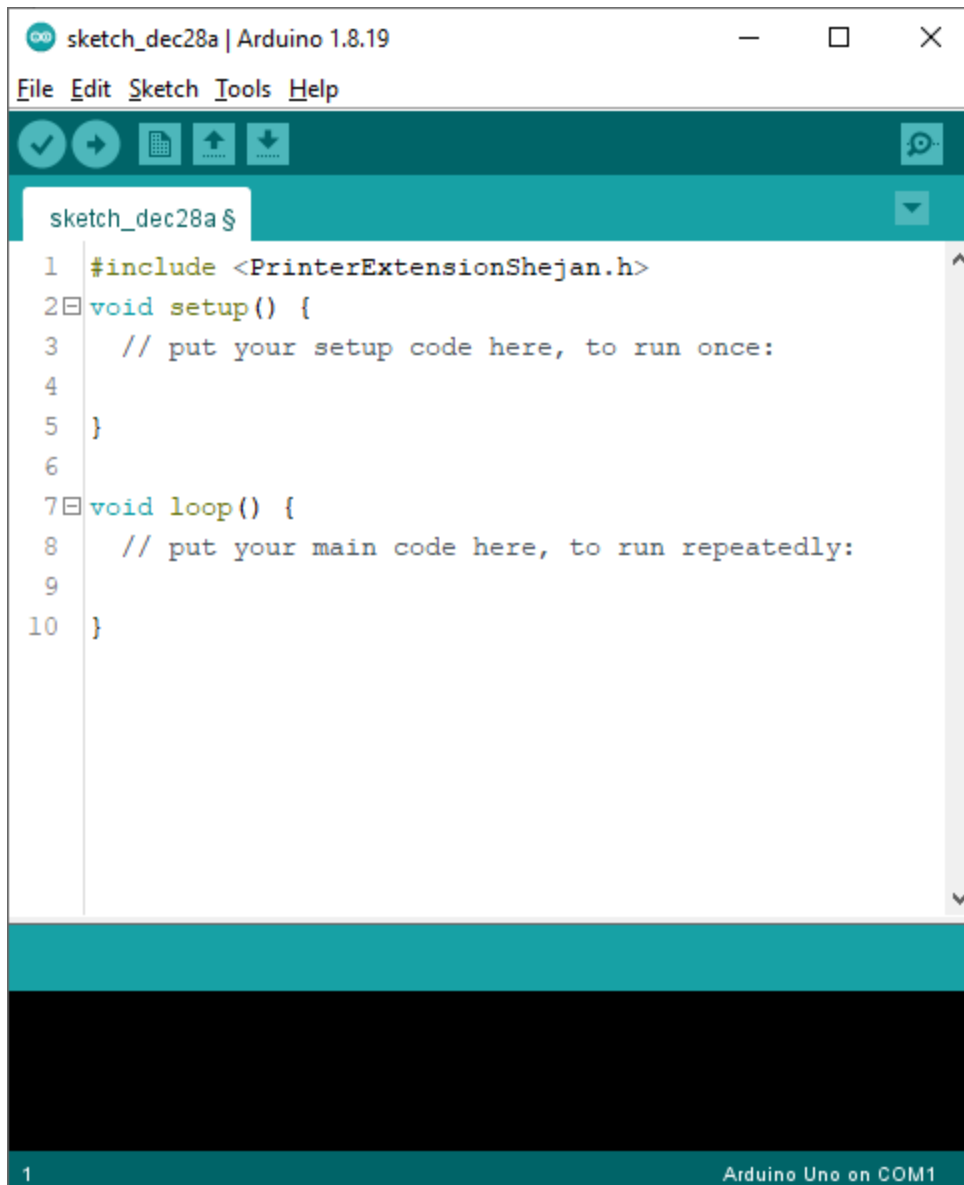 sketch_dec28a | Arduino 1.8.19
File Edit Sketch Tools Help
sketch_dec28a §
1 #include <PrinterExtensionShejan.h>
2 void setup() {
3 // put your setup code here, to run once:
4
5 }
6
7 void loop() {
8 // put your main code here, to run repeatedly:
9
10 }
1 Arduino Uno on COM1